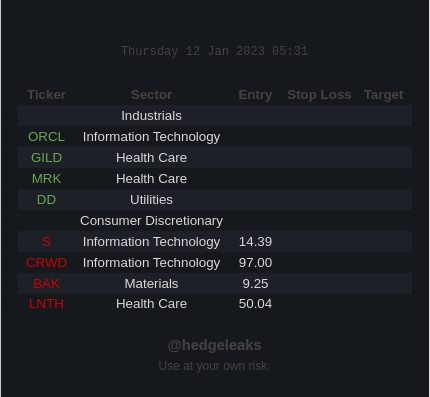 Thursday 12 Jan 2023 05:31
Ticker Sector Entry Stop Loss Target
Industrials
ORCL Information Technology
GILD Health Care
MRK Health Care
DD Utilities
Consumer Discretionary
S Information Technology 14.39
CRWD Information Technology 97.00
BAK Materials 9.25
LNTH Health Care 50.04
@hedgeleaks
Use at your own risk.